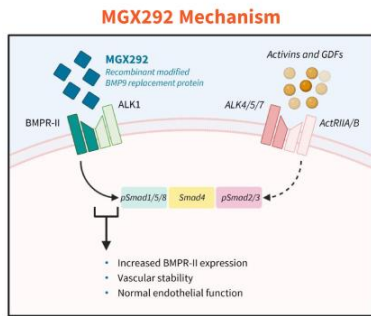 MGX292 Mechanism
MGX292
Recombinant modified
BMP9 replacement protein
Activins and GDFs
ALK1
BMPR-II
ALK4/5/7
ActRIIA/B
pSmad1/5/8
Smad4
pSmad2/3
• Increased BMPR-II expression
• Vascular stability
• Normal endothelial function